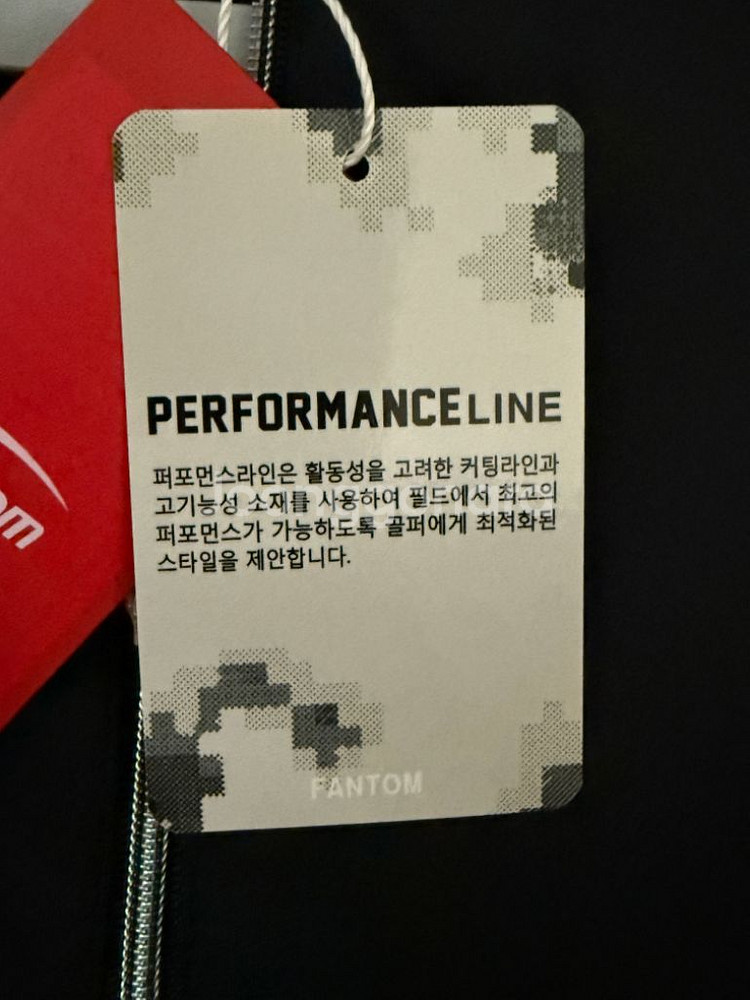 PERFORMANCE LINE
퍼포먼스라인은 활동성을 고려한 커팅라인과
고기능성 소재를 사용하여 필드에서 최고의
퍼포먼스가 가능하도록 골퍼에게 최적화된
스타일을 제안합니다.
FANTOM
om